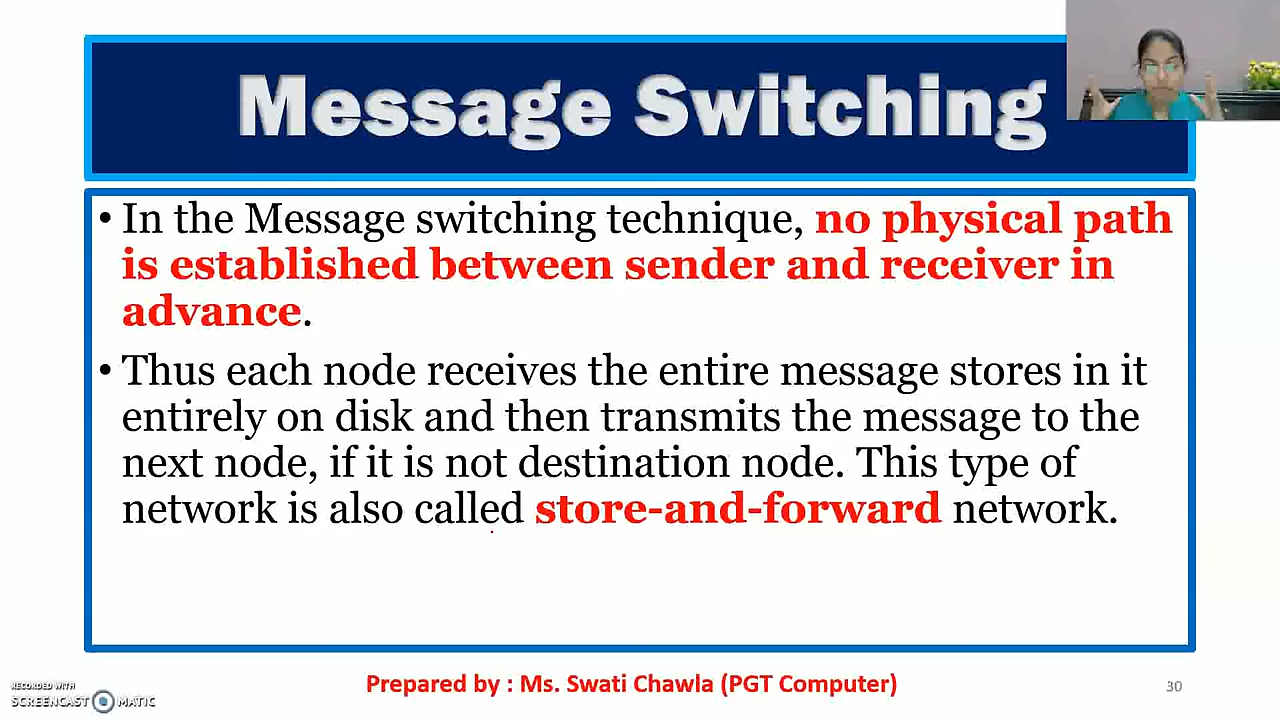 Message Switching
• In the Message switching technique, no physical path
is established between sender and receiver in
advance.
• Thus each node receives the entire message stores in it
entirely on disk and then transmits the message to the
next node, if it is not destination node. This type of
network is also called store-and-forward network.
RECORDED WITH
SCREENCAST MATIC
Prepared by : Ms. Swati Chawla (PGT Computer)
30